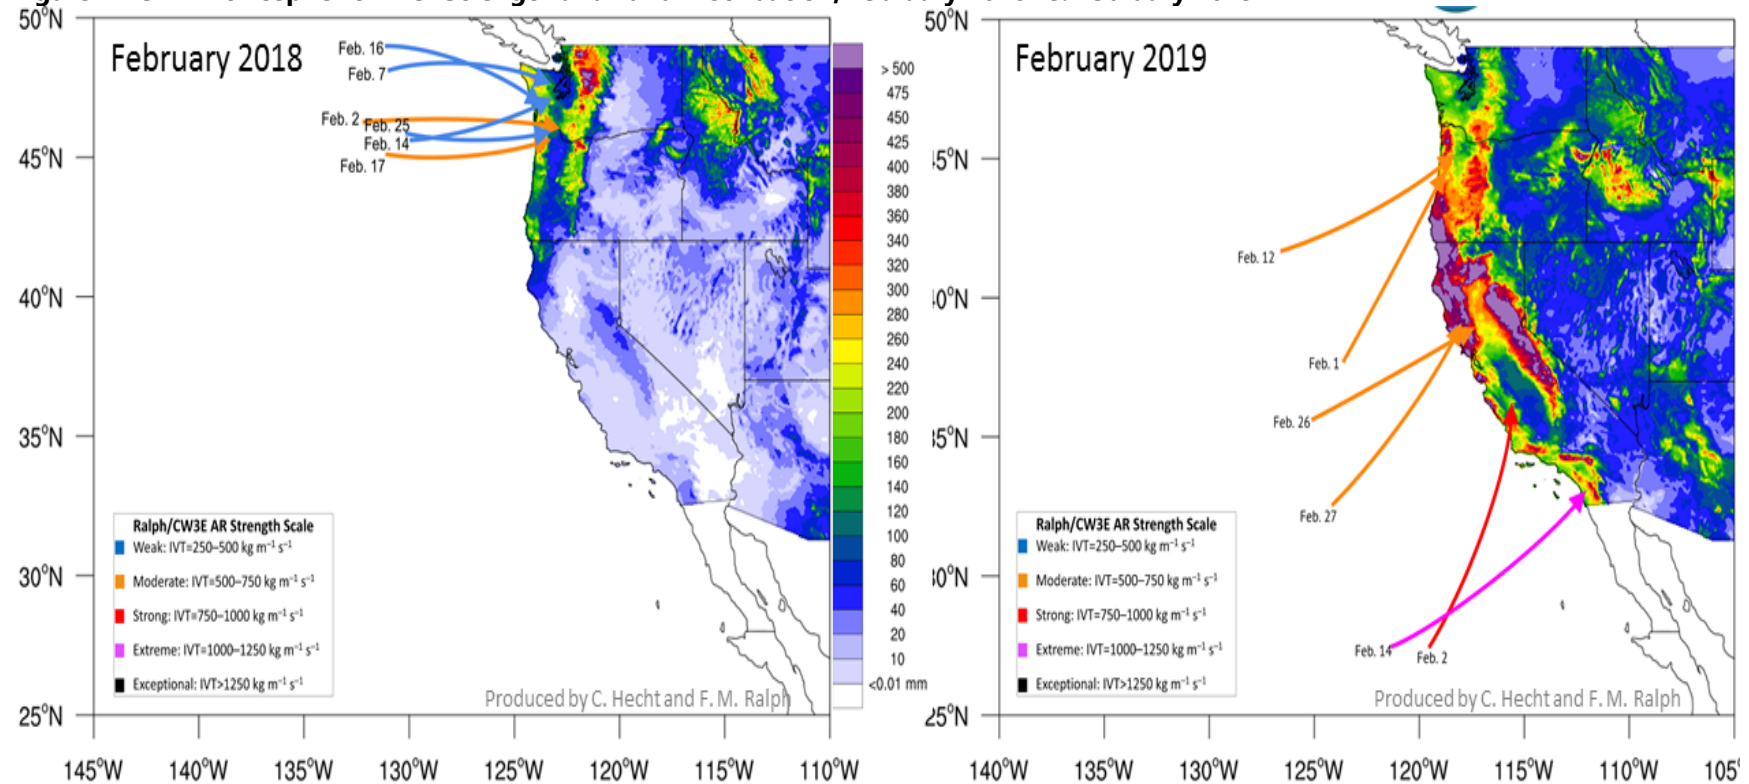 50°N
45°N
40°N
35°N
30°N
25°N
February 2018
Feb. 16
Feb. 7
Feb. 2
Feb. 25
Feb. 14
Feb. 17
Ralph/CW3E AR Strength Scale
Weak: IVT=250–500 kg m⁻¹ s⁻¹
Moderate: IVT=500–750 kg m⁻¹ s⁻¹
Strong: IVT=750–1000 kg m⁻¹ s⁻¹
Extreme: IVT=1000–1250 kg m⁻¹ s⁻¹
Exceptional: IVT>1250 kg m⁻¹ s⁻¹
Produced by C. Hecht and F. M. Ralph
145°W 140°W 135°W 130°W 125°W 120°W 115°W 110°W
> 500
475
450
425
400
380
360
340
320
300
280
260
240
220
200
180
160
140
120
100
80
60
40
20
10
<0.01 mm
50°N
5°N
0°N
5°N
0°N
25°N
February 2019
Feb. 12
Feb. 1
Feb. 26
Feb. 27
Feb. 14
Feb. 2
Ralph/CW3E AR Strength Scale
Weak: IVT=250–500 kg m⁻¹ s⁻¹
Moderate: IVT=500–750 kg m⁻¹ s⁻¹
Strong: IVT=750–1000 kg m⁻¹ s⁻¹
Extreme: IVT=1000–1250 kg m⁻¹ s⁻¹
Exceptional: IVT>1250 kg m⁻¹ s⁻¹
Produced by C. Hecht and F. M. Ralph
140°W 135°W 130°W 125°W 120°W 115°W 110°W 105°